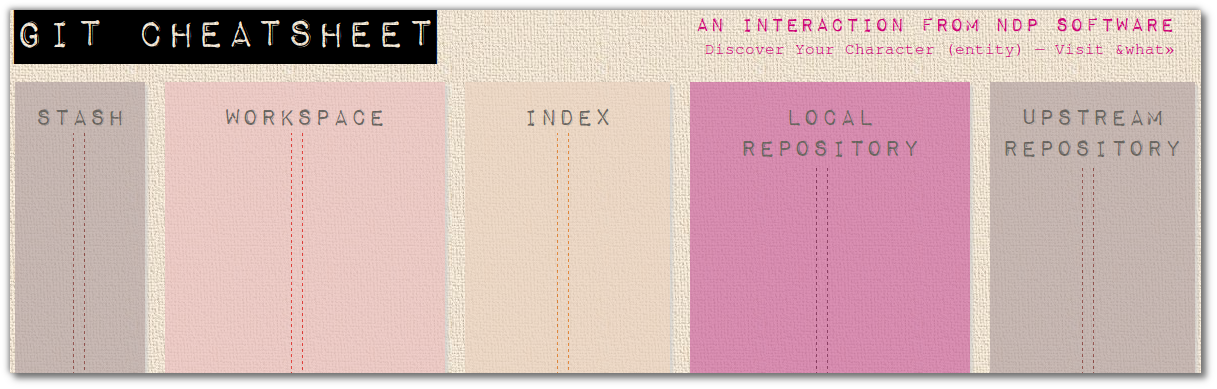 GIT CHEATSHEET
AN INTERACTION FROM NDP SOFTWARE
Discover Your Character (entity) — Visit &what»
STASH
WORKSPACE
INDEX
LOCAL
REPOSITORY
UPSTREAM
REPOSITORY